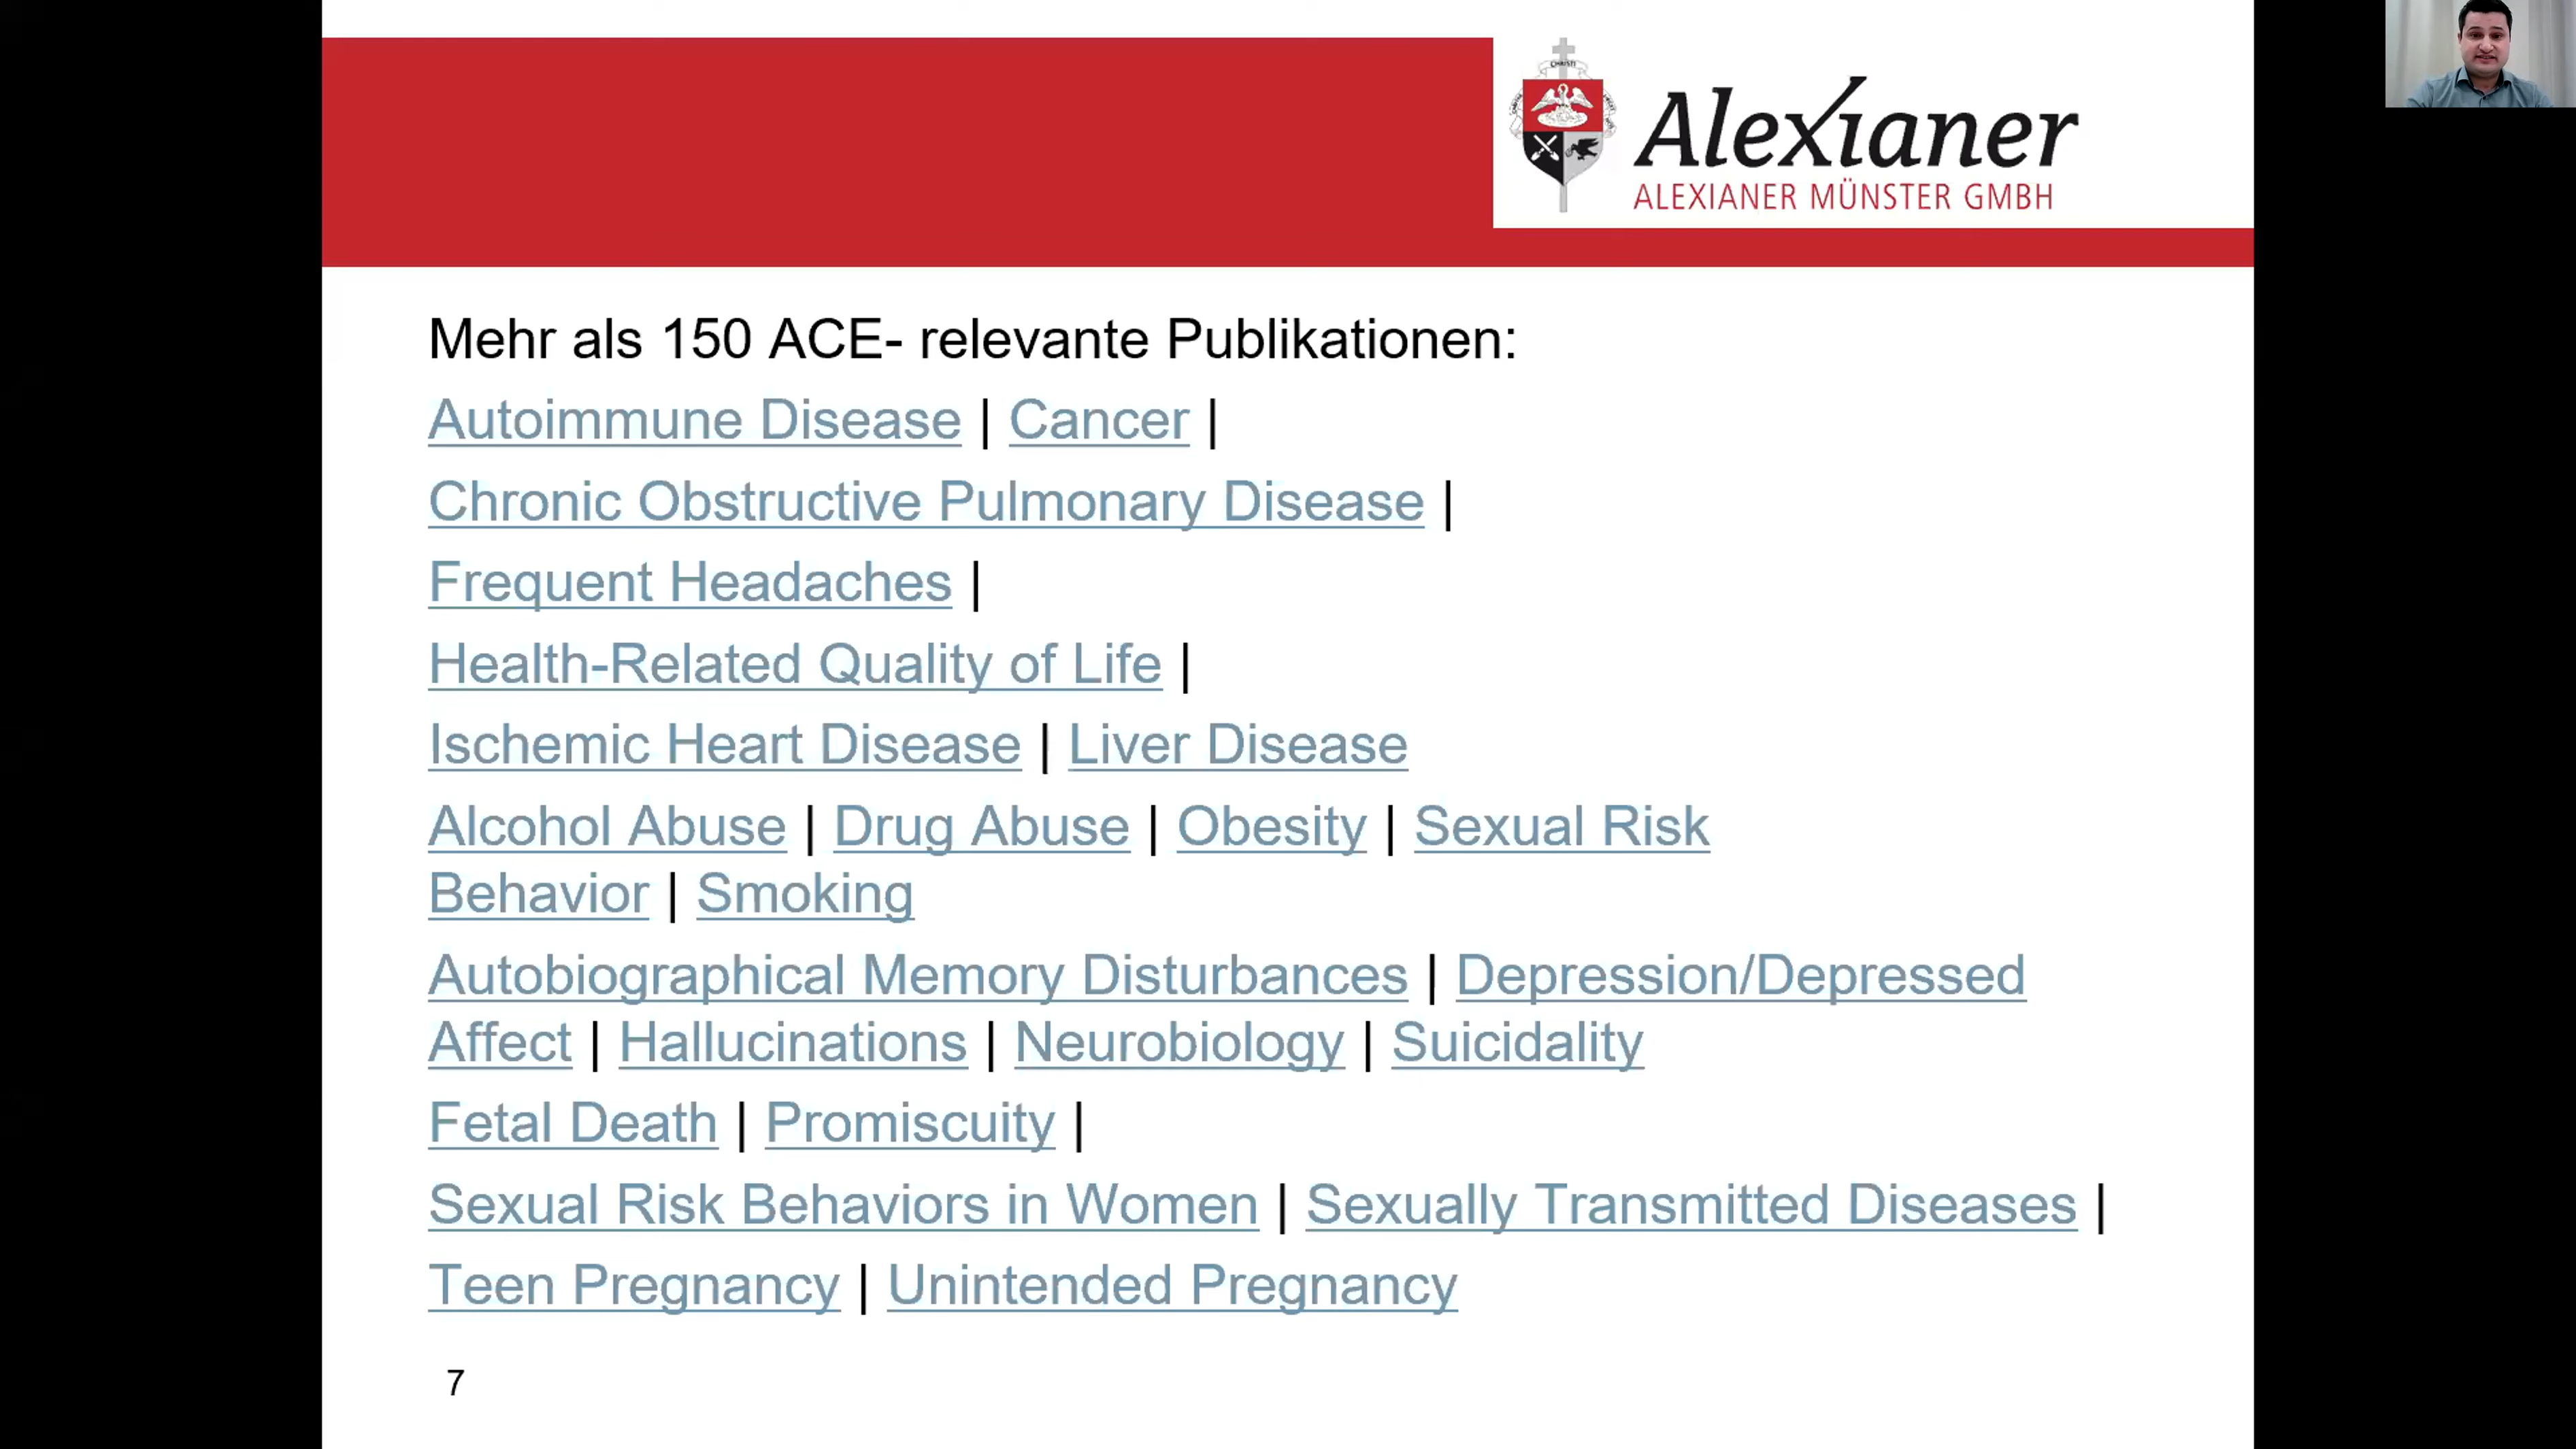 CHRISTI
Alexianer
ALEXIANER MÜNSTER GMBH
Mehr als 150 ACE- relevante Publikationen:
Autoimmune Disease | Cancer |
Chronic Obstructive Pulmonary Disease |
Frequent Headaches |
Health-Related Quality of Life |
Ischemic Heart Disease | Liver Disease
Alcohol Abuse | Drug Abuse | Obesity | Sexual Risk
Behavior | Smoking
Autobiographical Memory Disturbances | Depression/Depressed
Affect | Hallucinations | Neurobiology | Suicidality
Fetal Death | Promiscuity |
Sexual Risk Behaviors in Women | Sexually Transmitted Diseases |
Teen Pregnancy | Unintended Pregnancy
7